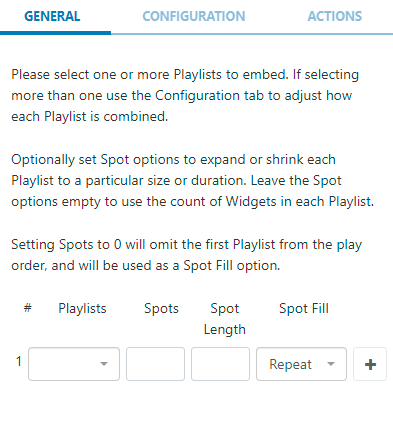 GENERAL CONFIGURATION ACTIONS
Please select one or more Playlists to embed. If selecting
more than one use the Configuration tab to adjust how
each Playlist is combined.
Optionally set Spot options to expand or shrink each
Playlist to a particular size or duration. Leave the Spot
options empty to use the count of Widgets in each Playlist.
Setting Spots to 0 will omit the first Playlist from the play
order, and will be used as a Spot Fill option.
# Playlists Spots Spot Length Spot Fill
1 Repeat +